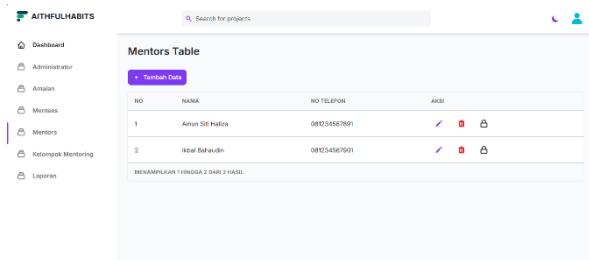 AITHFULHABITS
Search for projects
Dashboard
Administrator
Amalan
Mentees
Mentors
Kelompok Mentoring
Laporan
Mentors Table
+ Tambah Data
NO NAMA NO TELEPON AKSI
1 Ainun Siti Haliza 081234567891
2 Ikbal Bahaudin 081234567901
MENAMPILKAN 1 HINGGA 2 DARI 2 HASIL